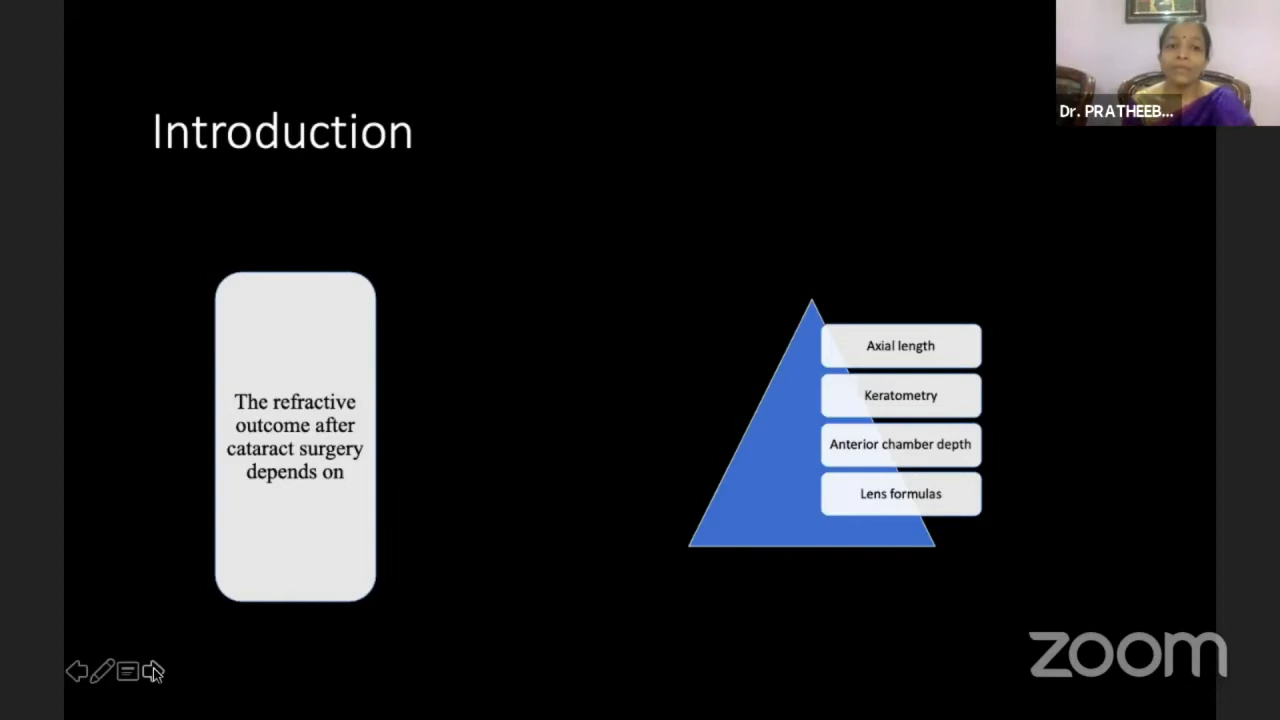 Introduction
Dr. PRATHEEB...
The refractive
outcome after
cataract surgery
depends on
Axial length
Keratometry
Anterior chamber depth
Lens formulas
zoom